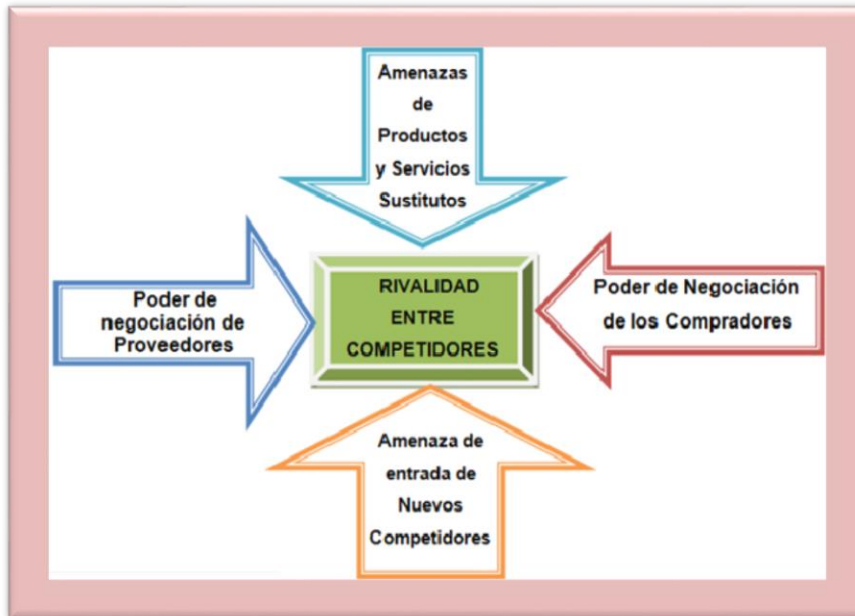 Amenazas
de
Productos
y Servicios
Sustitutos
Poder de
negociación de
Proveedores
RIVALIDAD
ENTRE
COMPETIDORES
Poder de Negociación
de los Compradores
Amenaza de
entrada de
Nuevos
Competidores